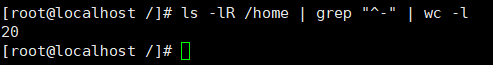 [root@localhost /]# ls -lR /home | grep "^-" | wc -l
20
[root@localhost /]#